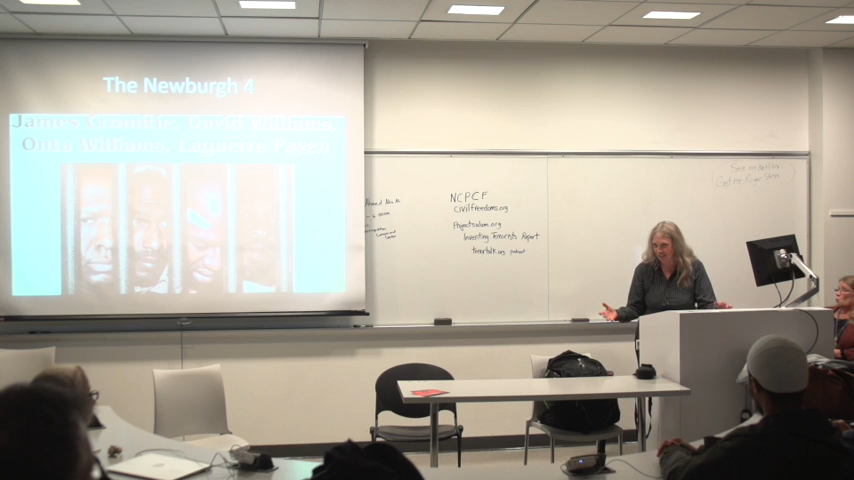 The Newburgh 4
James Cromitie, David Williams,
Onta Williams, Laguerre Payen
NCPCF
civilfreedoms.org
Projectsalam.org
Inventing Terrorists Report
terrortalk.org podcast